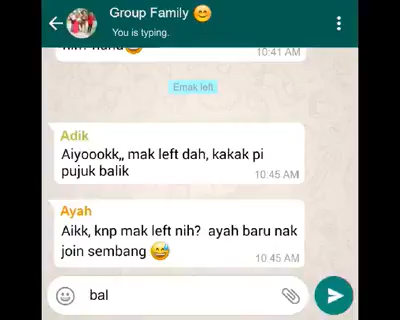 Group Family 😊
You is typing.
10:41 AM
Emak left
Adik
Aiyoookk,, mak left dah, kakak pi
pujuk balik
10:45 AM
Ayah
Aikk, knp mak left nih? ayah baru nak
join sembang 😅
10:45 AM
bal